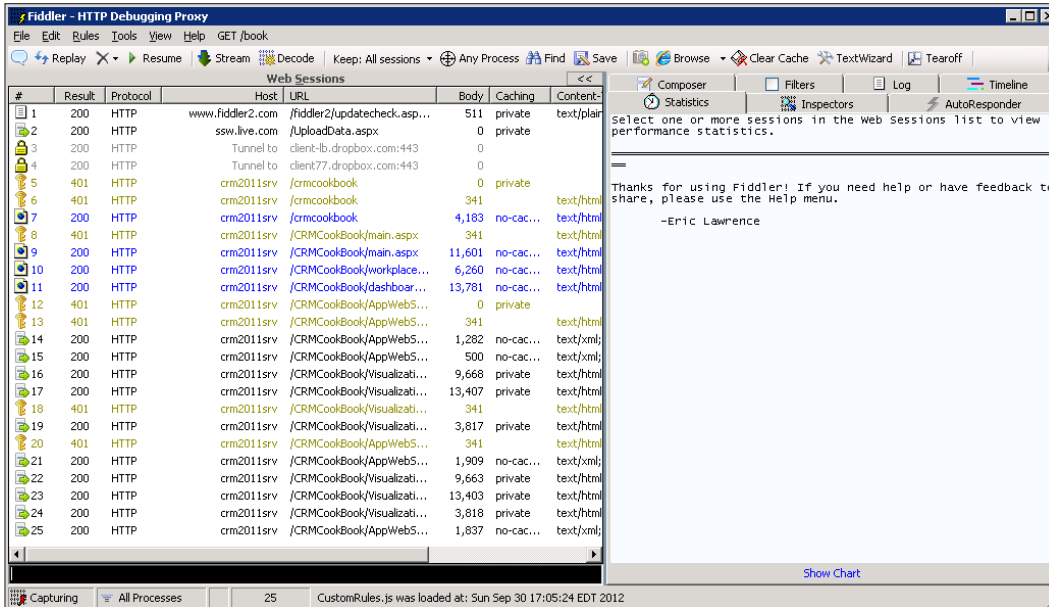 Fiddler - HTTP Debugging Proxy
File Edit Rules Tools View Help GET /book
Replay Resume Stream Decode Keep: All sessions Any Process Find Save Browse Clear Cache TextWizard Tearoff
Web Sessions <<
# Result Protocol Host URL Body Caching Content-
1 200 HTTP www.fiddler2.com /fiddler2/updatecheck.asp... 511 private text/plain
2 200 HTTP ssw.live.com /UploadData.aspx 0 private
3 200 HTTP Tunnel to client-lb.dropbox.com:443 0
4 200 HTTP Tunnel to client77.dropbox.com:443 0
5 401 HTTP crm2011srv /crmcookbook 0 private
6 401 HTTP crm2011srv /crmcookbook 341 text/html
7 200 HTTP crm2011srv /crmcookbook 4,183 no-cac... text/html
8 401 HTTP crm2011srv /CRMCookBook/main.aspx 341 text/html
9 200 HTTP crm2011srv /CRMCookBook/main.aspx 11,601 no-cac... text/html
10 200 HTTP crm2011srv /CRMCookBook/workplace... 6,260 no-cac... text/html
11 200 HTTP crm2011srv /CRMCookBook/dashboar... 13,781 no-cac... text/html
12 401 HTTP crm2011srv /CRMCookBook/AppWebS... 0 private
13 401 HTTP crm2011srv /CRMCookBook/AppWebS... 341 text/html
14 200 HTTP crm2011srv /CRMCookBook/AppWebS... 1,282 no-cac... text/xml;
15 200 HTTP crm2011srv /CRMCookBook/AppWebS... 500 no-cac... text/xml;
16 200 HTTP crm2011srv /CRMCookBook/Visualizati... 9,668 private text/html
17 200 HTTP crm2011srv /CRMCookBook/Visualizati... 13,407 private text/html
18 401 HTTP crm2011srv /CRMCookBook/Visualizati... 341 text/html
19 200 HTTP crm2011srv /CRMCookBook/Visualizati... 3,817 private text/html
20 401 HTTP crm2011srv /CRMCookBook/AppWebS... 341 text/html
21 200 HTTP crm2011srv /CRMCookBook/AppWebS... 1,909 no-cac... text/xml;
22 200 HTTP crm2011srv /CRMCookBook/Visualizati... 9,663 private text/html
23 200 HTTP crm2011srv /CRMCookBook/Visualizati... 13,403 private text/html
24 200 HTTP crm2011srv /CRMCookBook/Visualizati... 3,818 private text/html
25 200 HTTP crm2011srv /CRMCookBook/AppWebS... 1,837 no-cac... text/xml;
Composer Filters Log Timeline
Statistics Inspectors AutoResponder
Select one or more sessions in the Web Sessions list to view
performance statistics.
Thanks for using Fiddler! If you need help or have feedback to
share, please use the Help menu.
-Eric Lawrence
Show Chart
Capturing All Processes 25 CustomRules.js was loaded at: Sun Sep 30 17:05:24 EDT 2012